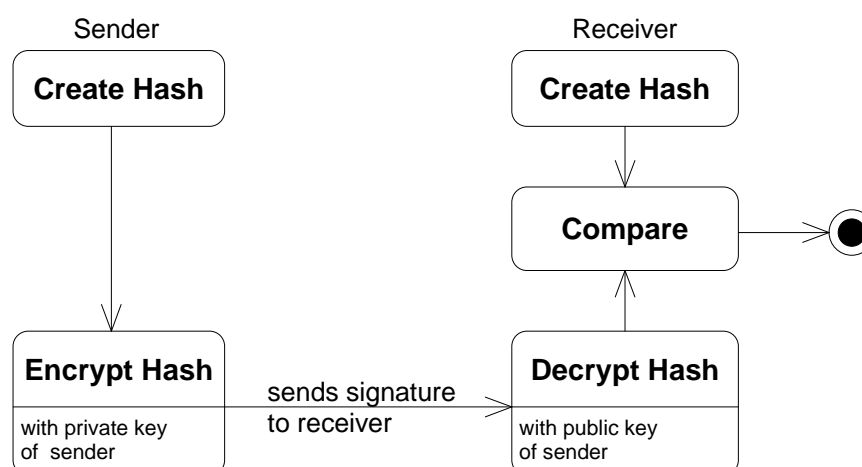 Sender
Receiver
Create Hash
Create Hash
Compare
Encrypt Hash
with private key
of sender
sends signature
to receiver
Decrypt Hash
with public key
of sender